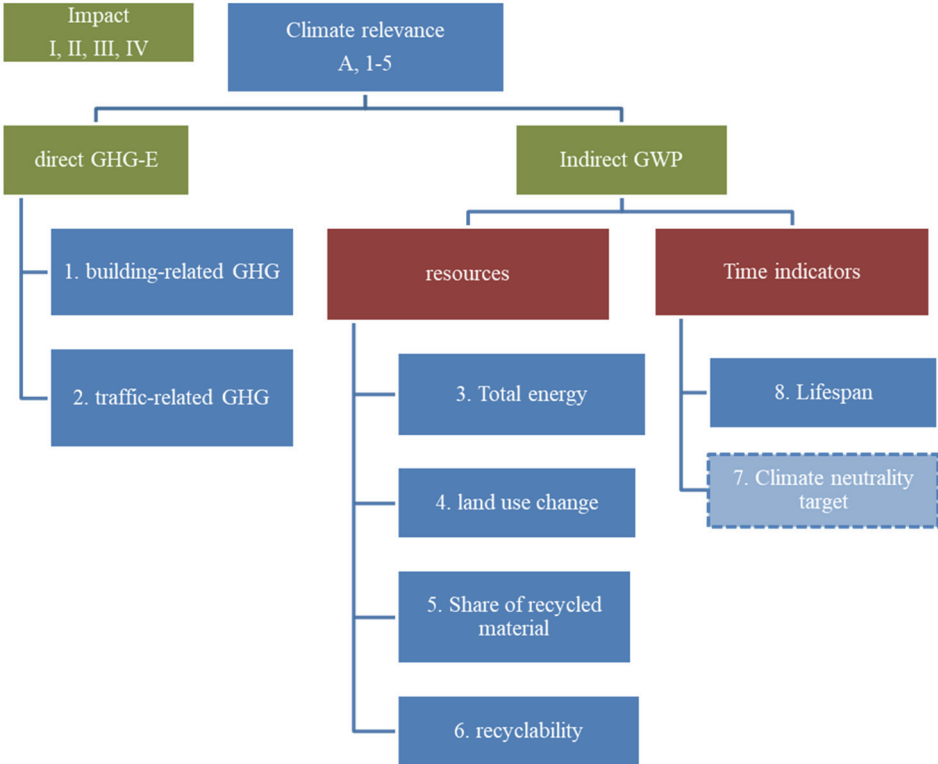 Impact
I, II, III, IV
Climate relevance
A, 1-5
direct GHG-E
Indirect GWP
1. building-related GHG
2. traffic-related GHG
resources
Time indicators
3. Total energy
4. land use change
5. Share of recycled
material
6. recyclability
8. Lifespan
7. Climate neutrality
target